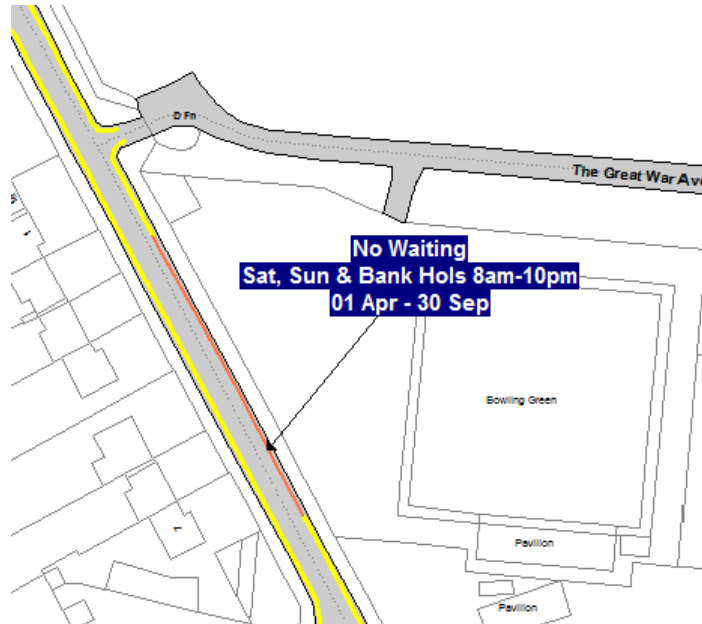 D Fn
The Great War Ave
No Waiting
Sat, Sun & Bank Hols 8am-10pm
01 Apr - 30 Sep
Bowling Green
Pavilion
Pavilion